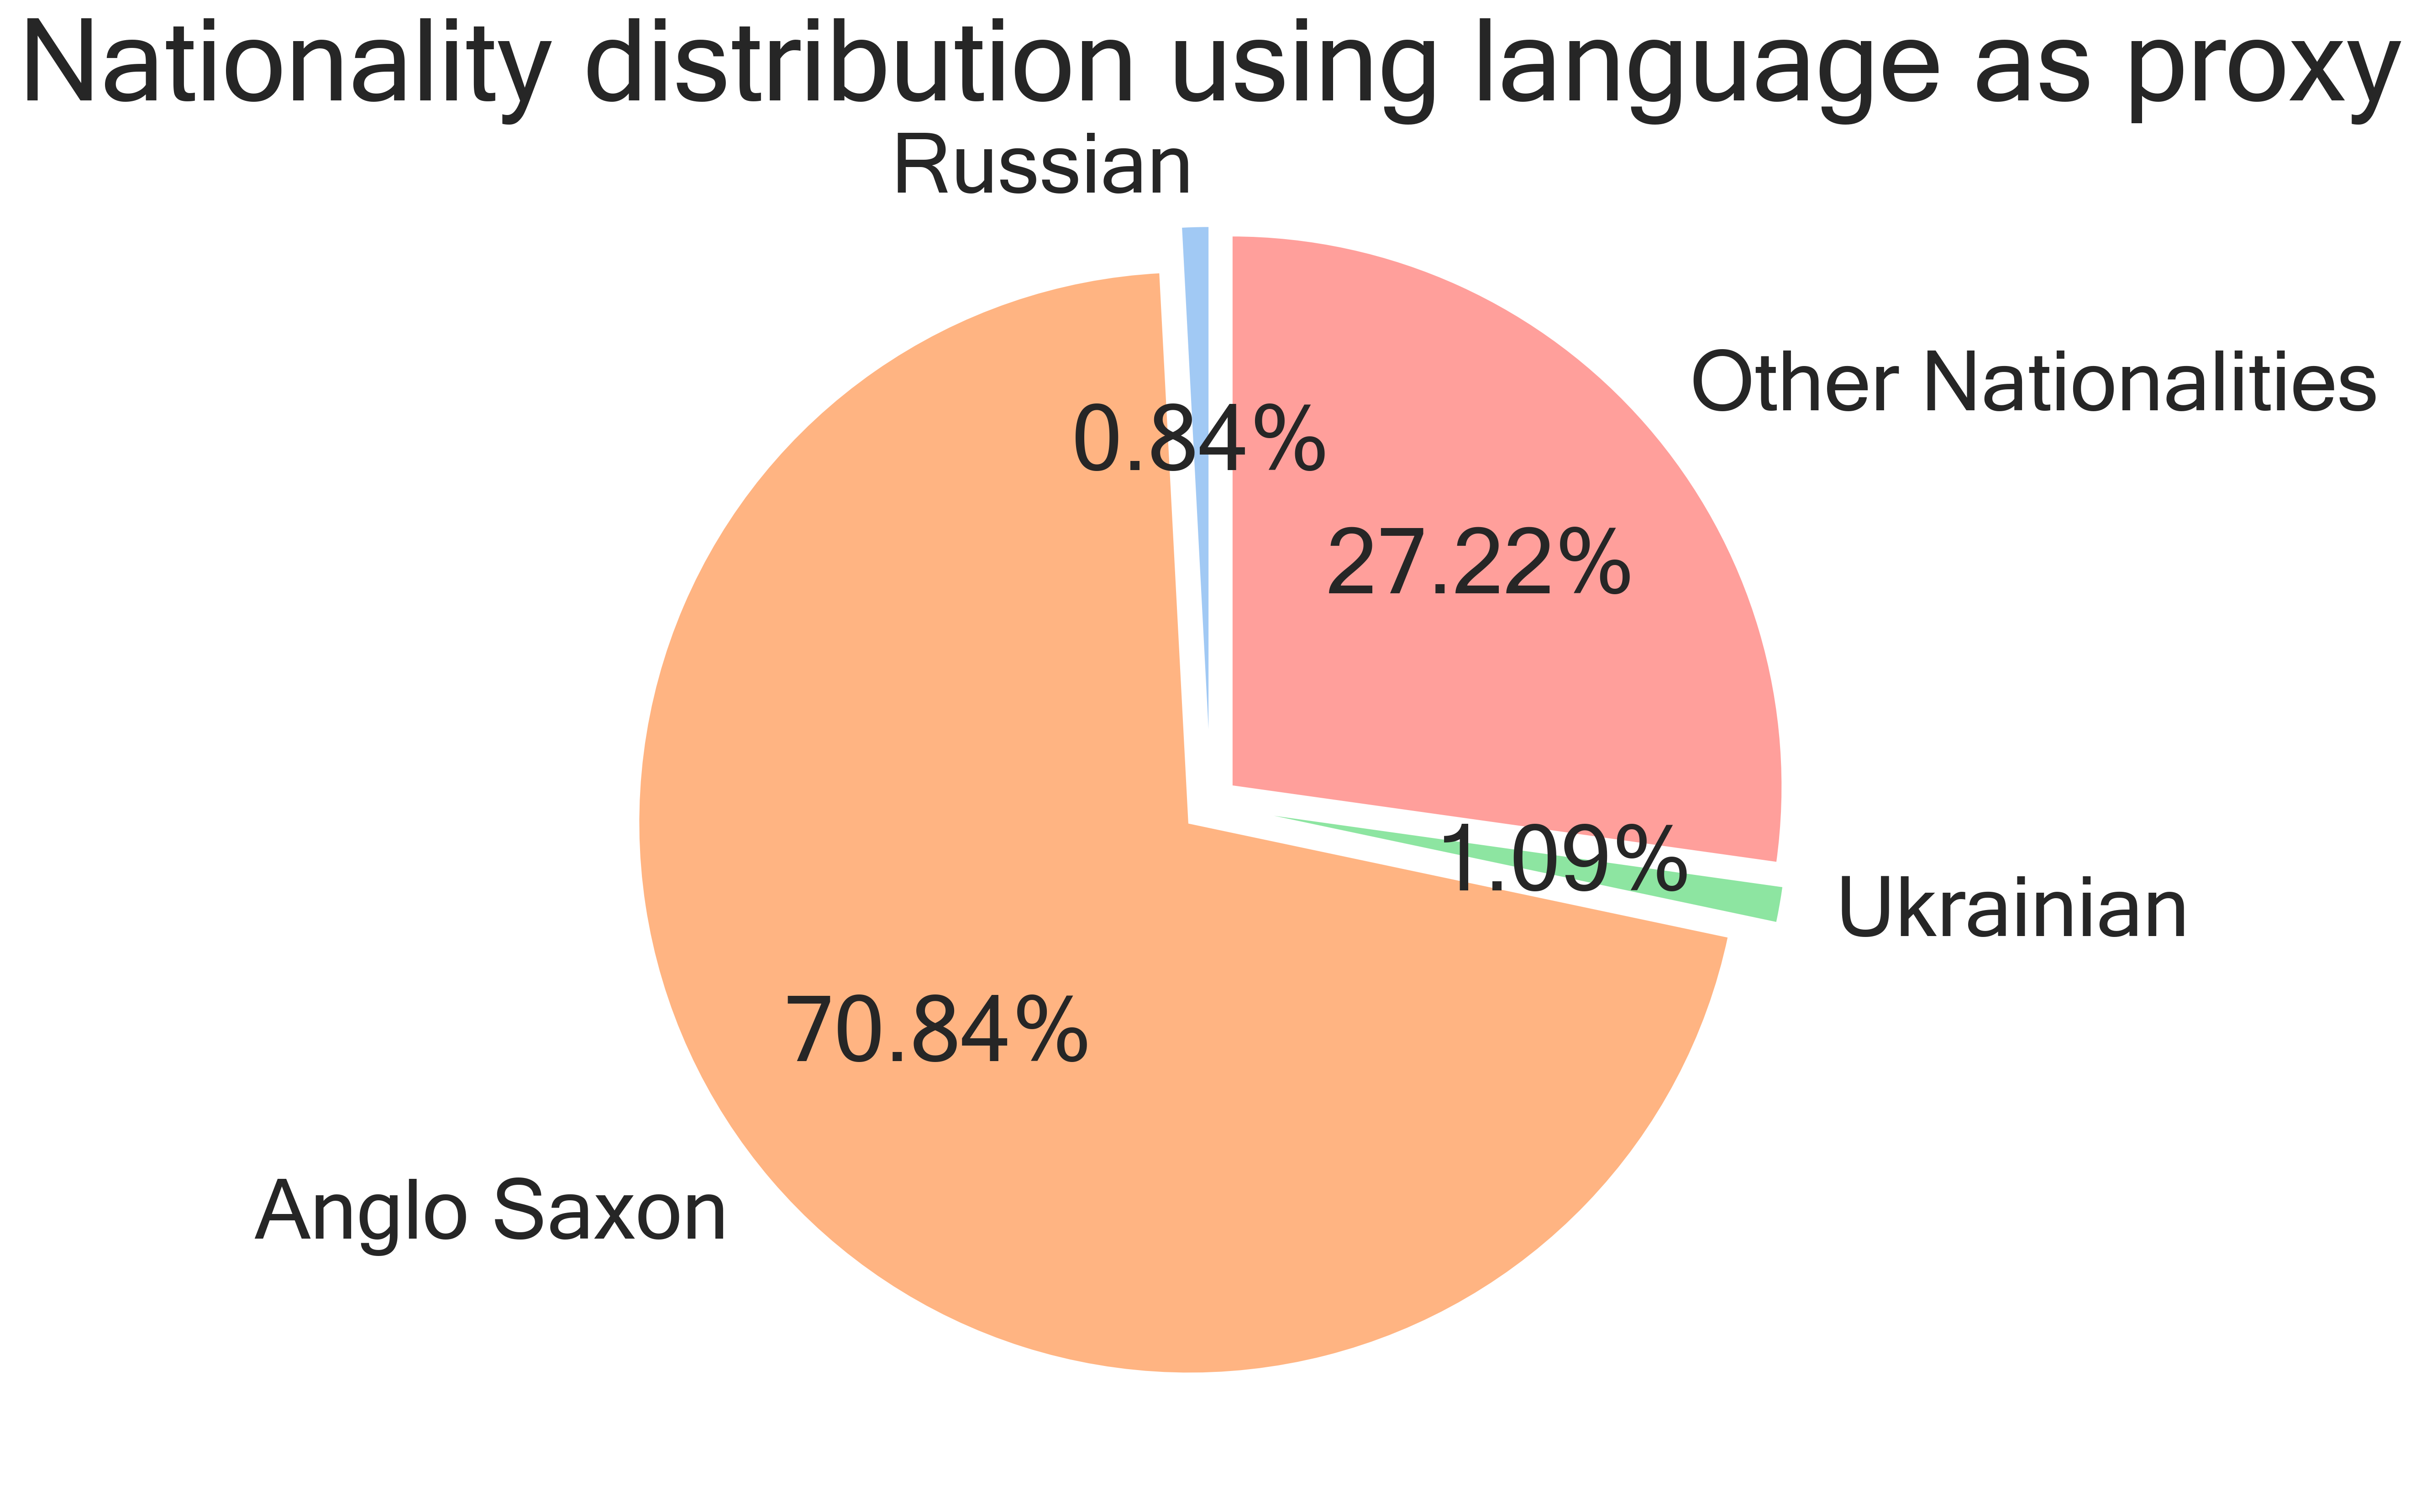 Nationality distribution using language as proxy
Russian
Other Nationalities
0.84%
27.22%
1.09%
Ukrainian
70.84%
Anglo Saxon